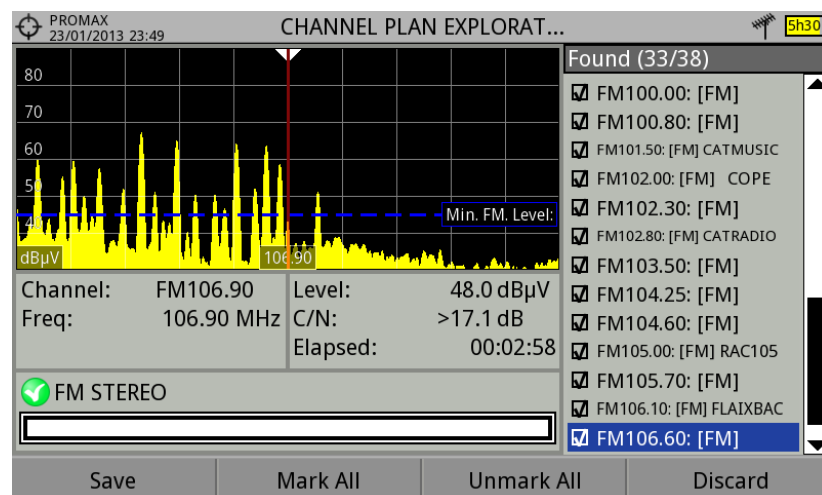 PROMAX
23/01/2013 23:49
CHANNEL PLAN EXPLORAT...
5h30
80
70
60
50
40
dBµV
106.90
Min. FM. Level:
Channel: FM106.90
Freq: 106.90 MHz
Level: 48.0 dBµV
C/N: >17.1 dB
Elapsed: 00:02:58
FM STEREO
Found (33/38)
FM100.00: [FM]
FM100.80: [FM]
FM101.50: [FM] CATMUSIC
FM102.00: [FM] COPE
FM102.30: [FM]
FM102.80: [FM] CATRADIO
FM103.50: [FM]
FM104.25: [FM]
FM104.60: [FM]
FM105.00: [FM] RAC105
FM105.70: [FM]
FM106.10: [FM] FLAIXBAC
FM106.60: [FM]
Save
Mark All
Unmark All
Discard